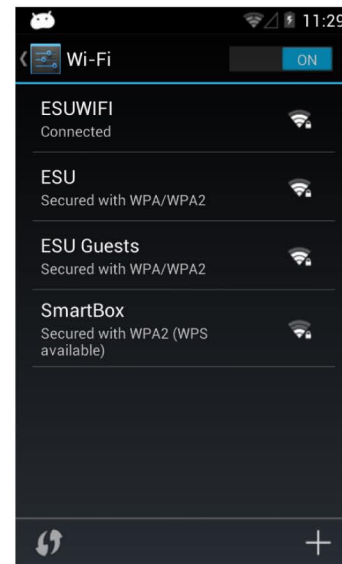 11:29
Wi-Fi
ON
ESUWIFI
Connected
ESU
Secured with WPA/WPA2
ESU Guests
Secured with WPA/WPA2
SmartBox
Secured with WPA2 (WPS
available)